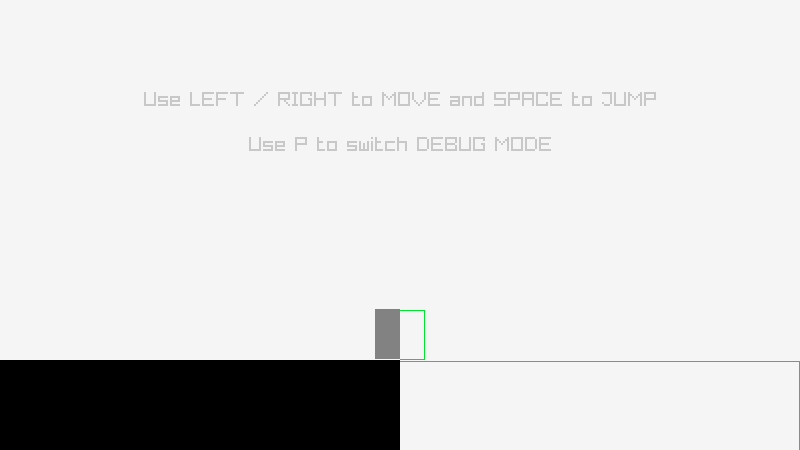 Use LEFT / RIGHT to MOVE and SPACE to JUMP
Use P to switch DEBUG MODE